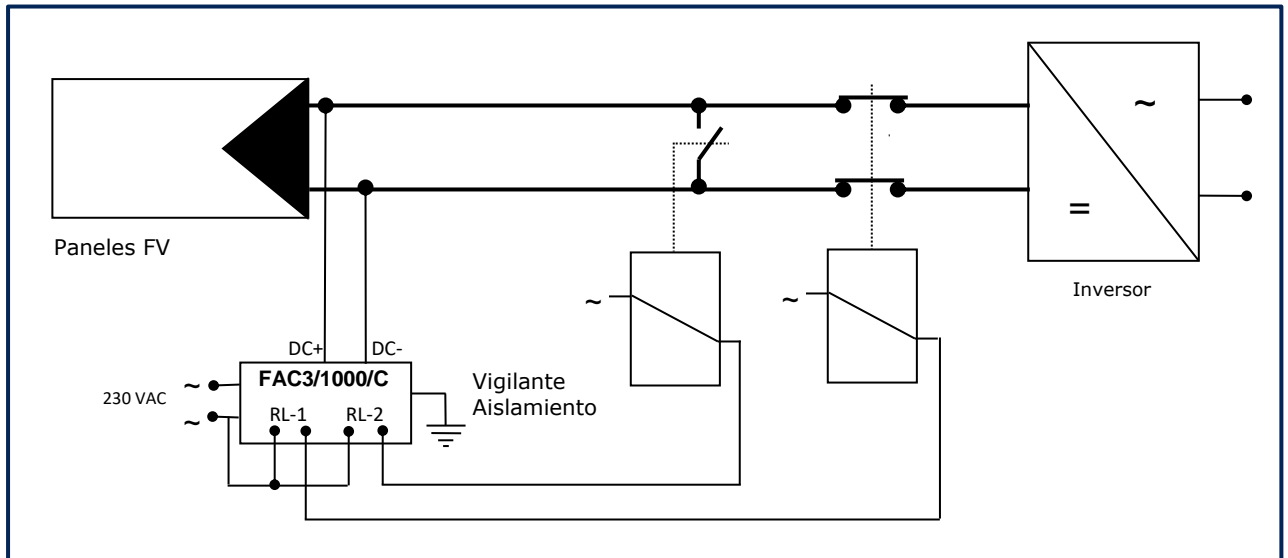 ~
=
Paneles FV
Inversor
~
~
DC+ DC-
FAC3/1000/C
Vigilante
Aislamiento
230 VAC
~
~
RL-1 RL-2